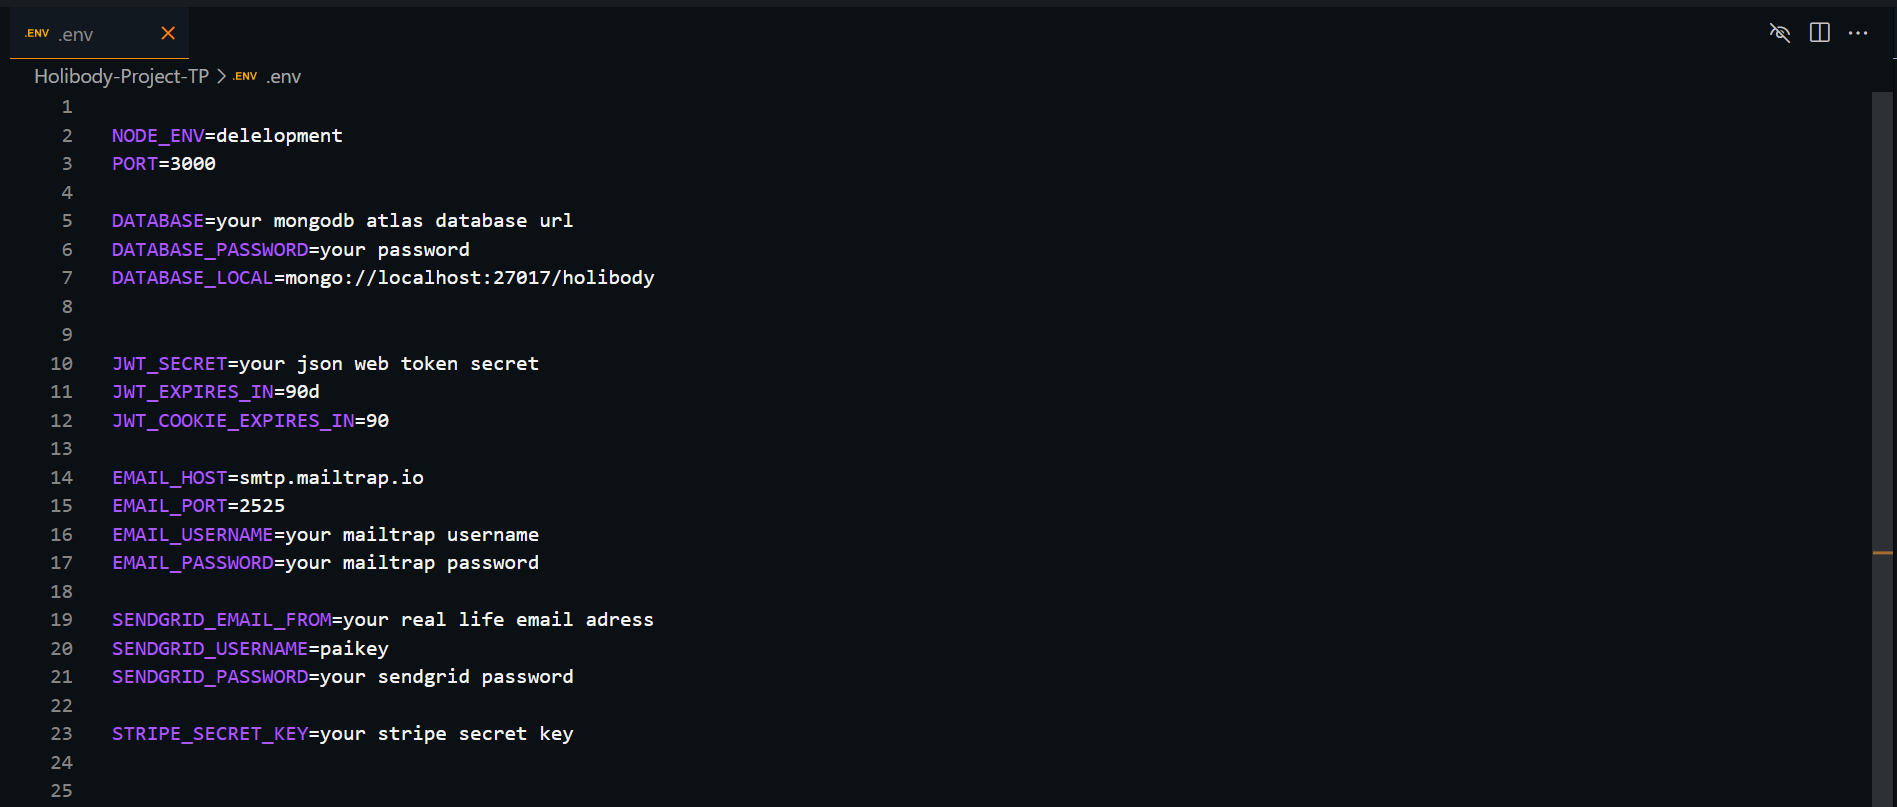 .ENV .env
Holibody-Project-TP > .ENV .env
1
2 NODE_ENV=delelopment
3 PORT=3000
4
5 DATABASE=your mongodb atlas database url
6 DATABASE_PASSWORD=your password
7 DATABASE_LOCAL=mongo://localhost:27017/holibody
8
9
10 JWT_SECRET=your json web token secret
11 JWT_EXPIRES_IN=90d
12 JWT_COOKIE_EXPIRES_IN=90
13
14 EMAIL_HOST=smtp.mailtrap.io
15 EMAIL_PORT=2525
16 EMAIL_USERNAME=your mailtrap username
17 EMAIL_PASSWORD=your mailtrap password
18
19 SENDGRID_EMAIL_FROM=your real life email adress
20 SENDGRID_USERNAME=paikey
21 SENDGRID_PASSWORD=your sendgrid password
22
23 STRIPE_SECRET_KEY=your stripe secret key
24
25